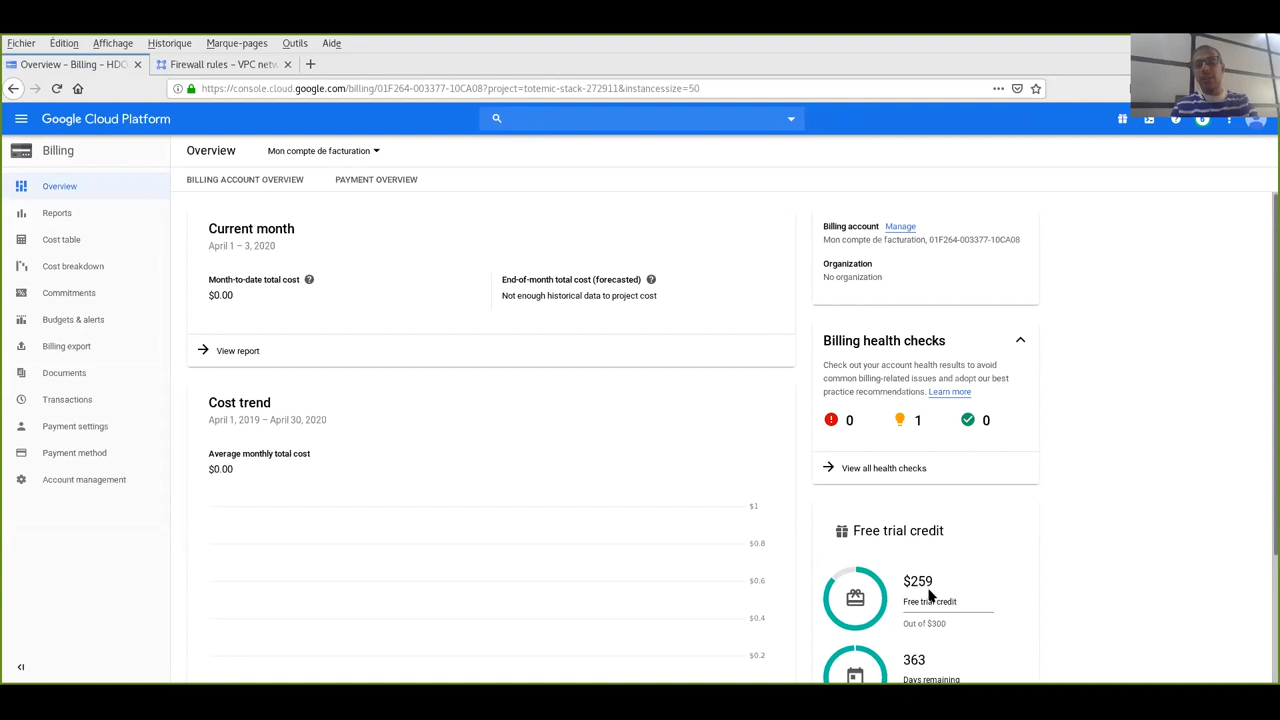 Fichier Édition Affichage Historique Marque-pages Outils Aide
Overview – Billing – HDC
Firewall rules – VPC netw
https://console.cloud.google.com/billing/01F264-003377-10CA08?project=totemic-stack-272911&instancessize=50
Google Cloud Platform
Billing
Overview
Mon compte de facturation
BILLING ACCOUNT OVERVIEW
PAYMENT OVERVIEW
Overview
Reports
Cost table
Cost breakdown
Commitments
Budgets & alerts
Billing export
Documents
Transactions
Payment settings
Payment method
Account management
Current month
April 1 – 3, 2020
Month-to-date total cost
$0.00
End-of-month total cost (forecasted)
Not enough historical data to project cost
View report
Cost trend
April 1, 2019 – April 30, 2020
Average monthly total cost
$0.00
$1
$0.8
$0.6
$0.4
$0.2
Billing account Manage
Mon compte de facturation, 01F264-003377-10CA08
Organization
No organization
Billing health checks
Check out your account health results to avoid
common billing-related issues and adopt our best
practice recommendations. Learn more
0 1 0
View all health checks
Free trial credit
$259
Free trial credit
Out of $300
363
Days remaining